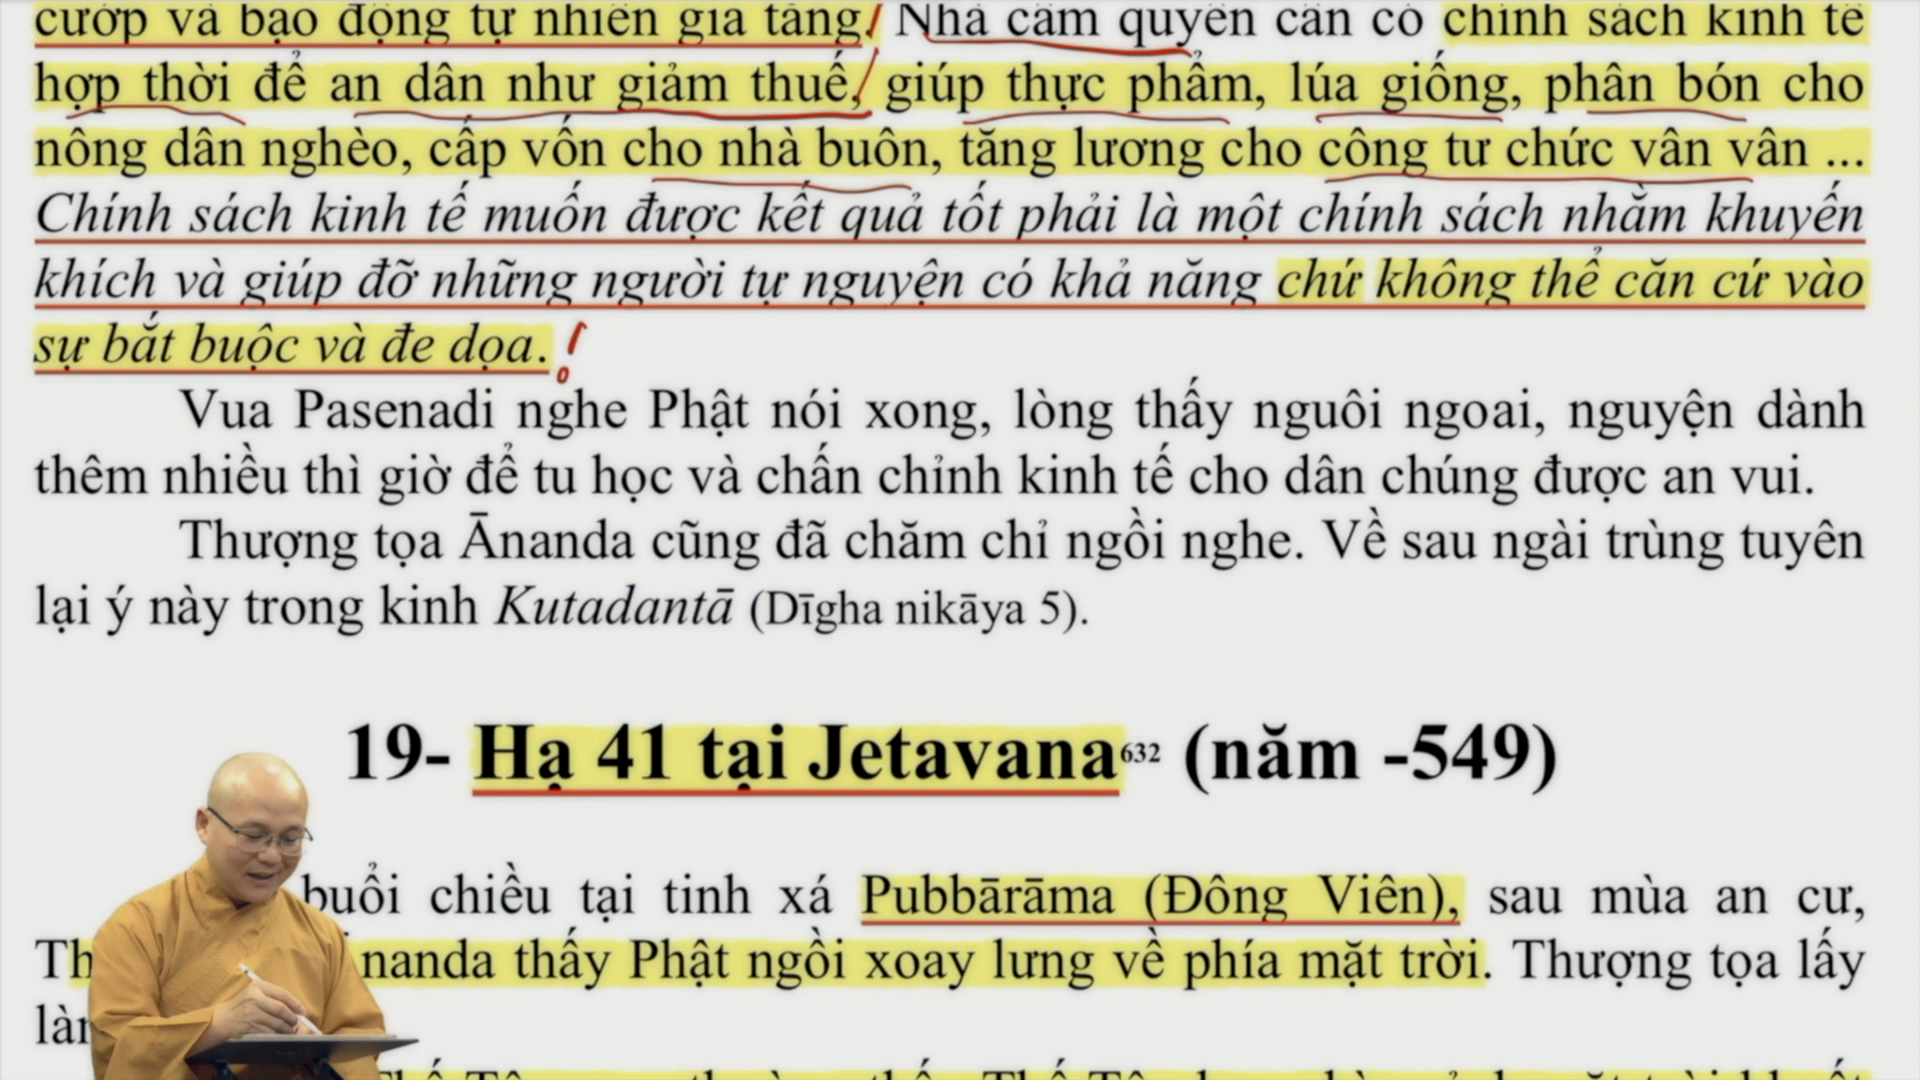 cướp và bạo động tự nhiên gia tăng. Nhà cầm quyền cần có chính sách kinh tế
hợp thời để an dân như giảm thuế, giúp thực phẩm, lúa giống, phân bón cho
nông dân nghèo, cấp vốn cho nhà buôn, tăng lương cho công tư chức vân vân ...
Chính sách kinh tế muốn được kết quả tốt phải là một chính sách nhằm khuyến
khích và giúp đỡ những người tự nguyện có khả năng chứ không thể căn cứ vào
sự bắt buộc và đe dọa.
Vua Pasenadi nghe Phật nói xong, lòng thấy nguôi ngoai, nguyện dành
thêm nhiều thì giờ để tu học và chấn chỉnh kinh tế cho dân chúng được an vui.
Thượng tọa Ānanda cũng đã chăm chỉ ngồi nghe. Về sau ngài trùng tuyên
lại ý này trong kinh Kutadantā (Dīgha nikāya 5).
19- Hạ 41 tại Jetavana632 (năm -549)
buổi chiều tại tinh xá Pubbārāma (Đông Viên), sau mùa an cư,
thấy Phật ngồi xoay lưng về phía mặt trời. Thượng tọa lấy